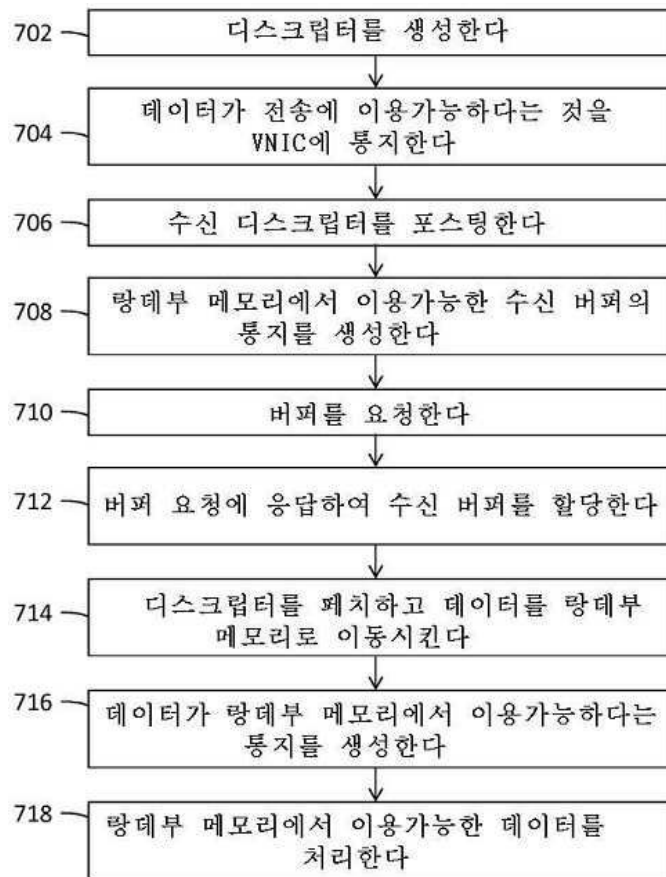 702
디스크립터를 생성한다
704
데이터가 전송에 이용가능하다는 것을
VNIC에 통지한다
706
수신 디스크립터를 포스팅한다
708
랑데부 메모리에서 이용가능한 수신 버퍼의
통지를 생성한다
710
버퍼를 요청한다
712
버퍼 요청에 응답하여 수신 버퍼를 할당한다
714
디스크립터를 페치하고 데이터를 랑데부
메모리로 이동시킨다
716
데이터가 랑데부 메모리에서 이용가능하다는
통지를 생성한다
718
랑데부 메모리에서 이용가능한 데이터를
처리한다